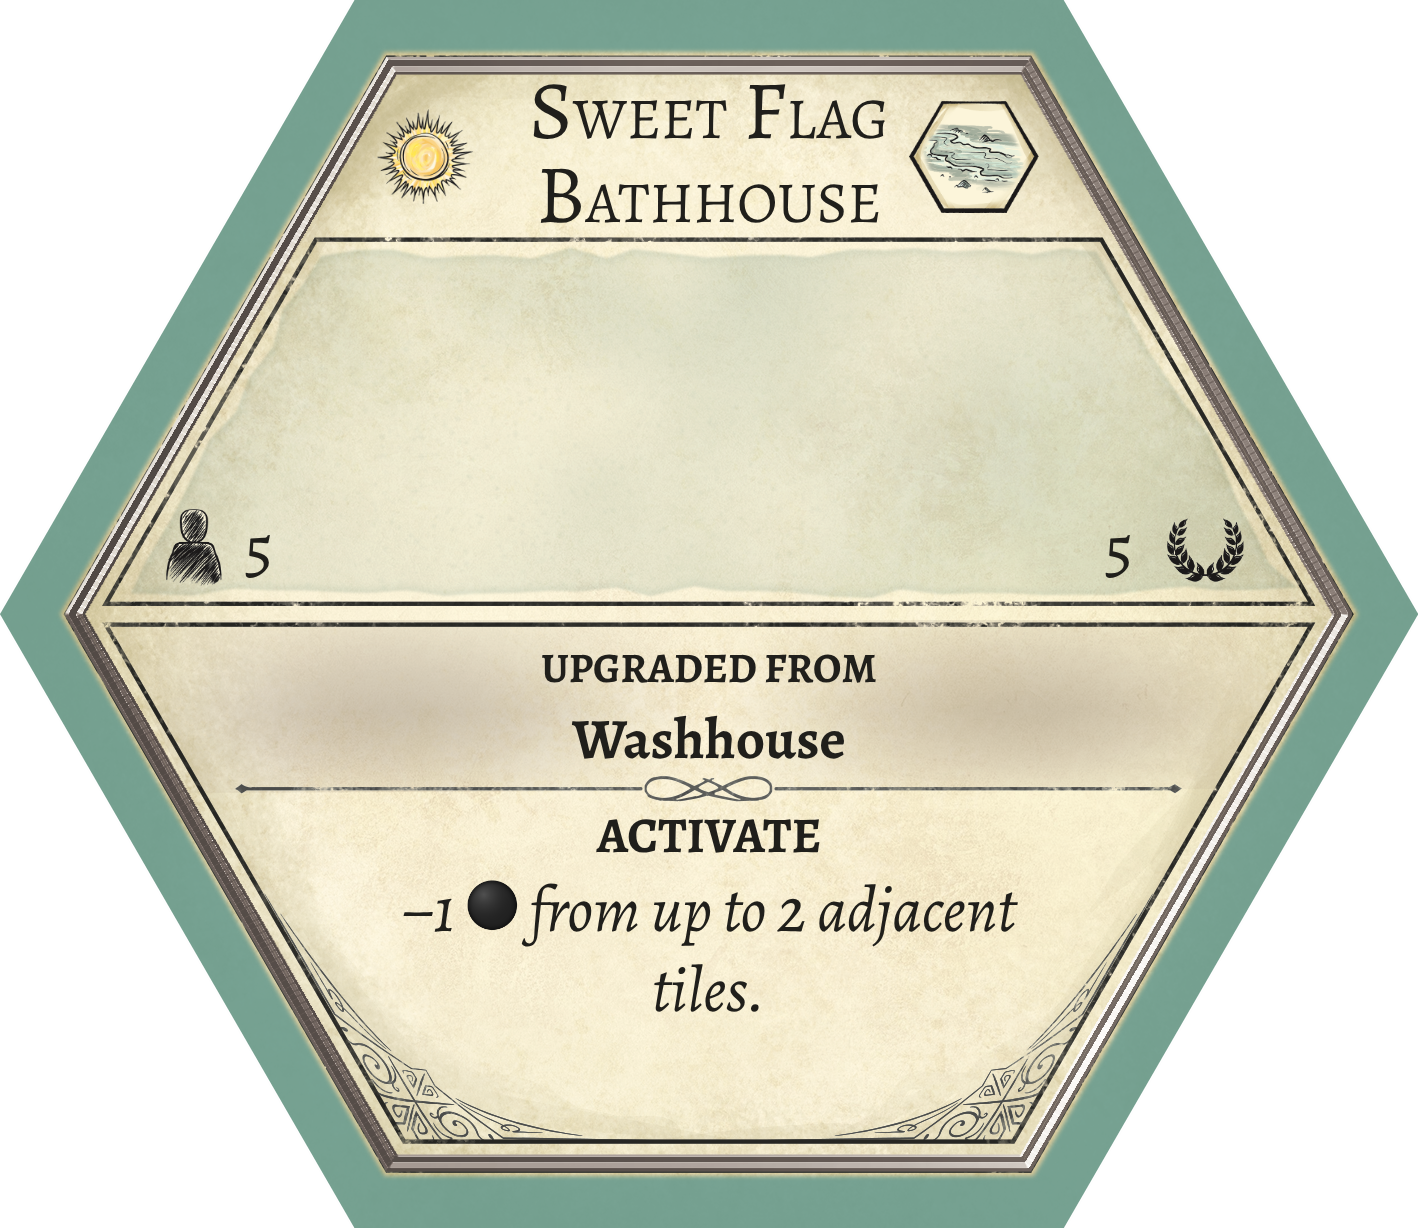 Sweet Flag
Bathhouse
5
5
UPGRADED FROM
Washhouse
ACTIVATE
–1 from up to 2 adjacent
tiles.